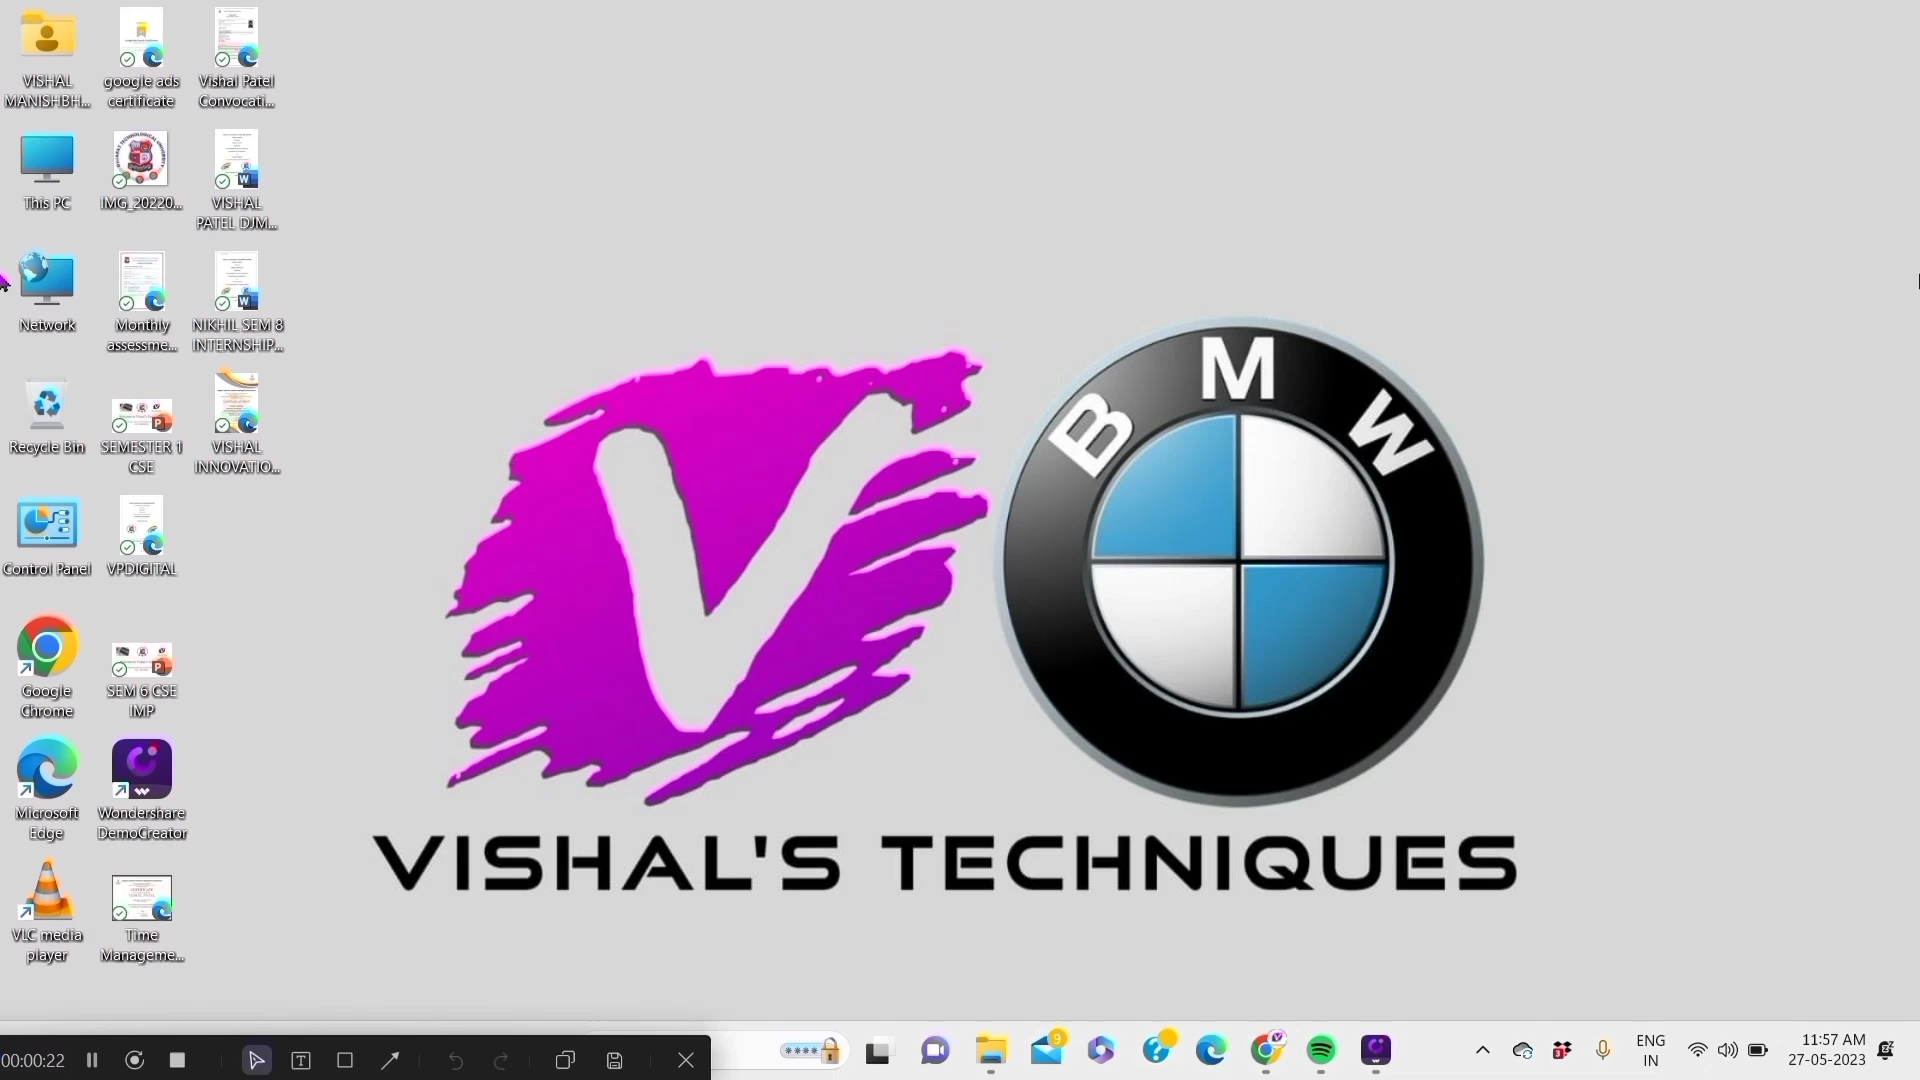 VISHAL
MANISHBH...
google ads
certificate
Vishal Patel
Convocati...
This PC
IMG_20220...
VISHAL
PATEL DJM...
Network
Monthly
assessme...
NIKHIL SEM 8
INTERNSHIP...
Recycle Bin
SEMESTER 1
CSE
VISHAL
INNOVATIO...
Control Panel
VPDIGITAL
Google
Chrome
SEM 6 CSE
IMP
Microsoft
Edge
Wondershare
DemoCreator
VLC media
player
Time
Manageme...
V
BMW
VISHAL'S TECHNIQUES
00:00:22
9
3
ENG
IN
11:57 AM
27-05-2023